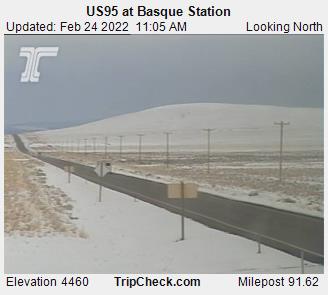 US95 at Basque Station
Updated: Feb 24 2022 11:05 AM Looking North
Elevation 4460 TripCheck.com Milepost 91.62